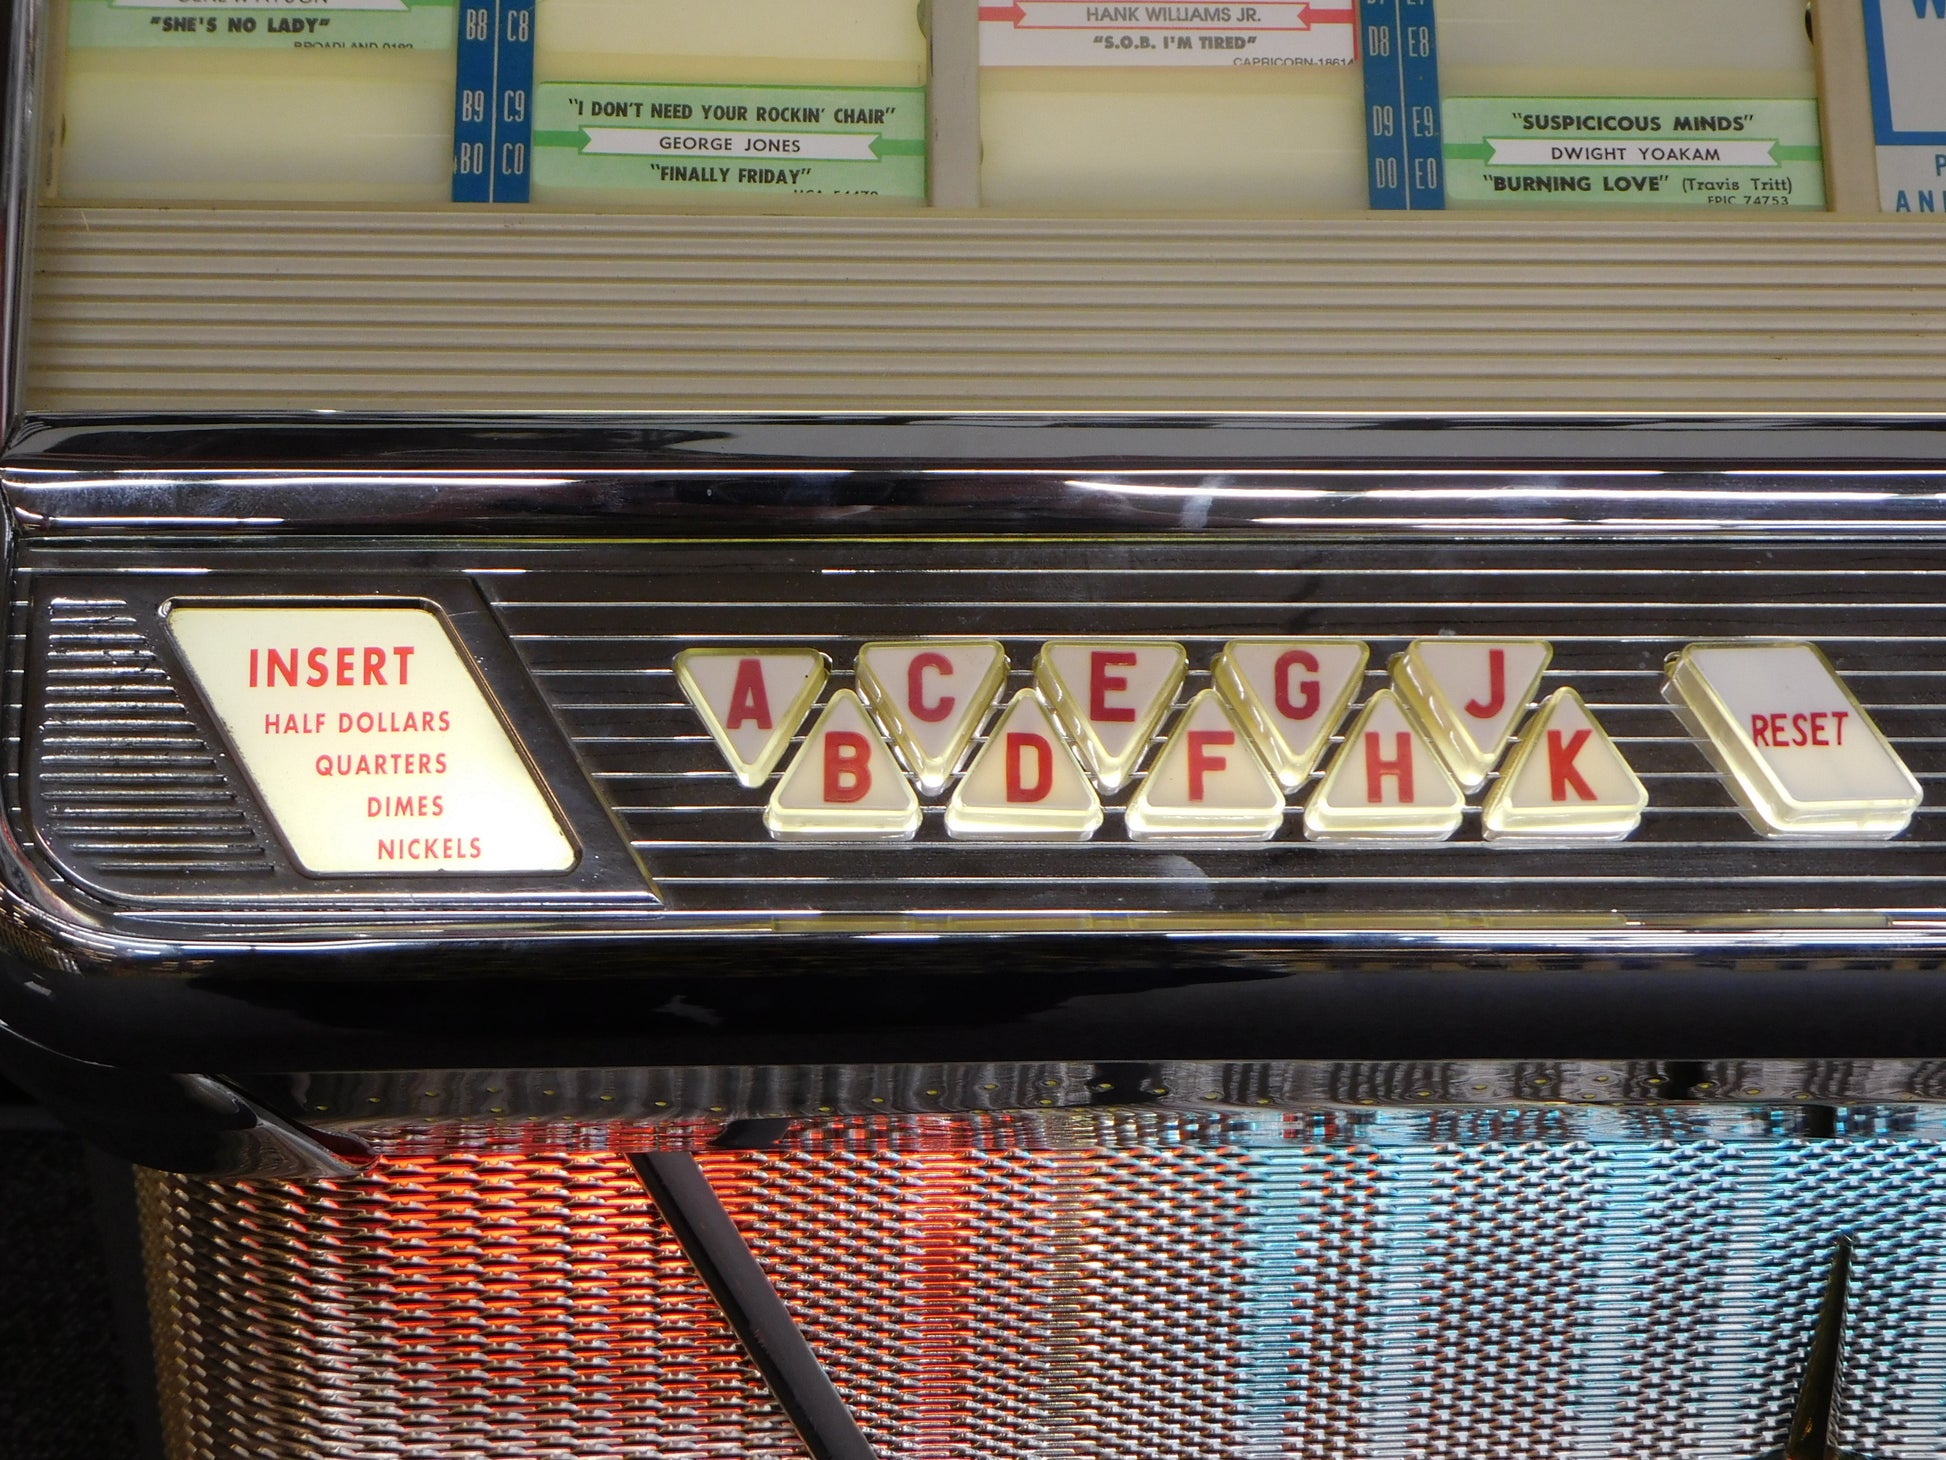 "SHE'S NO LADY"
B8 C8
B9 C9
B0 C0
"I DON'T NEED YOUR ROCKIN' CHAIR"
GEORGE JONES
"FINALLY FRIDAY"
HANK WILLIAMS JR.
"S.O.B. I'M TIRED"
CAPRICORN-18614
D8 E8
D9 E9
D0 E0
"SUSPICICOUS MINDS"
DWIGHT YOAKAM
"BURNING LOVE" (Travis Tritt)
EPIC 74753
INSERT
HALF DOLLARS
QUARTERS
DIMES
NICKELS
A C E G J
B D F H K
RESET